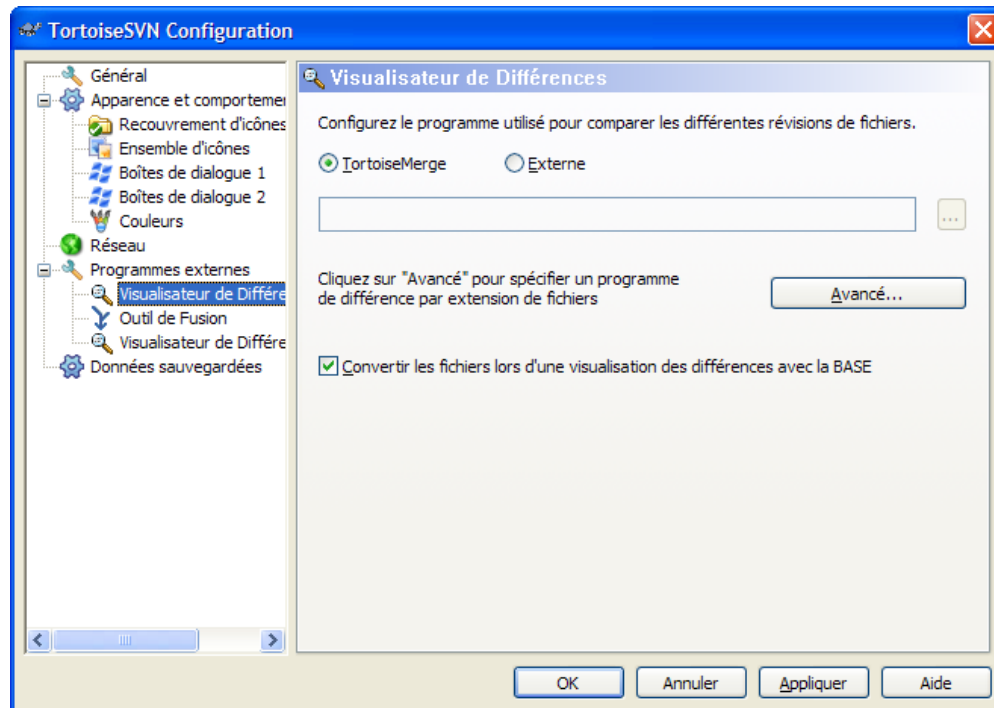 TortoiseSVN Configuration
Général
Apparence et comportemer
Recouvrement d'icônes
Ensemble d'icônes
Boîtes de dialogue 1
Boîtes de dialogue 2
Couleurs
Réseau
Programmes externes
Visualisateur de Différe
Outil de Fusion
Visualisateur de Différe
Données sauvegardées
Visualisateur de Différences
Configurez le programme utilisé pour comparer les différentes révisions de fichiers.
TortoiseMerge Externe
...
Cliquez sur "Avancé" pour spécifier un programme
de différence par extension de fichiers
Avancé...
Convertir les fichiers lors d'une visualisation des différences avec la BASE
OK Annuler Appliquer Aide